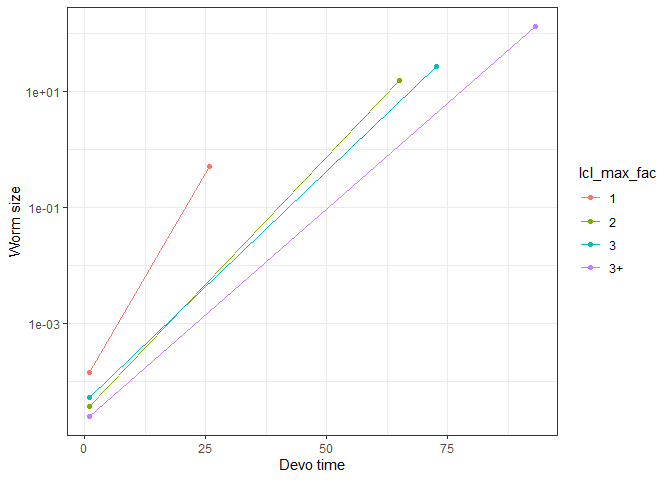 Worm size
1e+01
1e-01
1e-03
0
25
50
75
Devo time
lcl_max_fac
1
2
3
3+